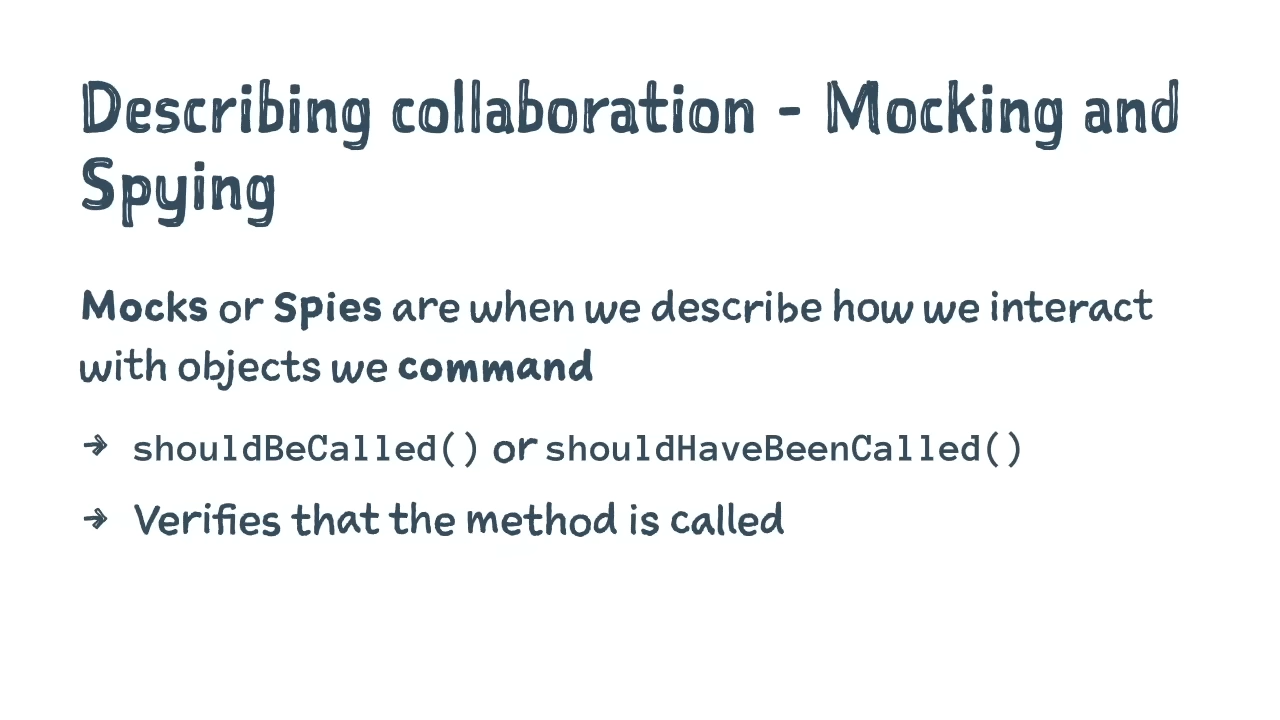 Describing collaboration - Mocking and
Spying
Mocks or Spies are when we describe how we interact
with objects we command
→ shouldBeCalled() or shouldHaveBeenCalled()
→ Verifies that the method is called